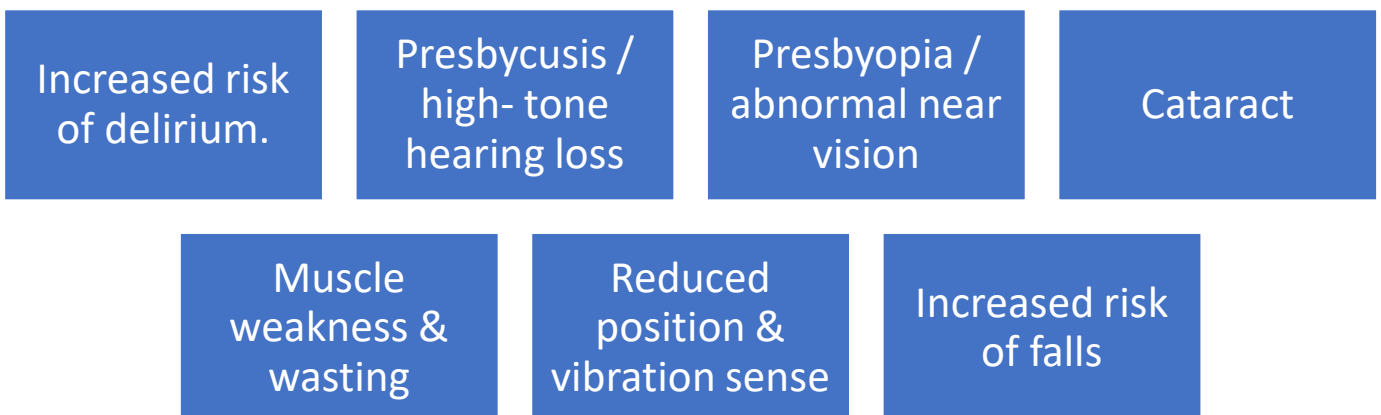 Increased risk
of delirium.
Presbycusis /
high- tone
hearing loss
Presbyopia /
abnormal near
vision
Cataract
Muscle
weakness &
wasting
Reduced
position &
vibration sense
Increased risk
of falls